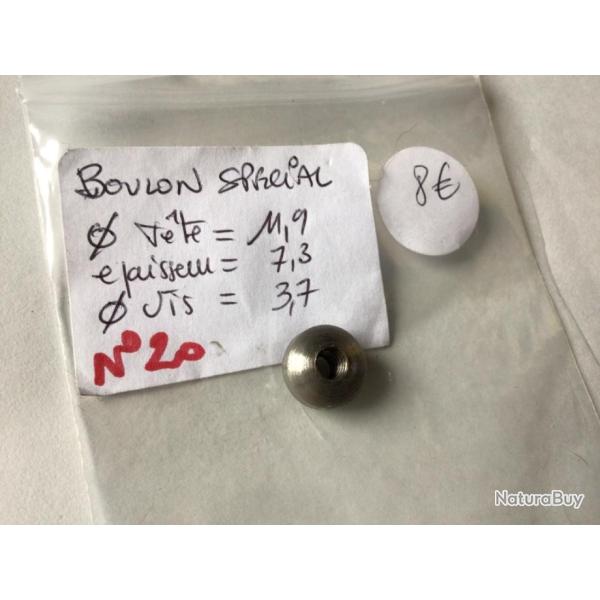 BOULON SPECIAL
Ø tête = 11,9
epaisseur = 7,3
Ø vis = 3,7
N°20
8€
NaturaBuy